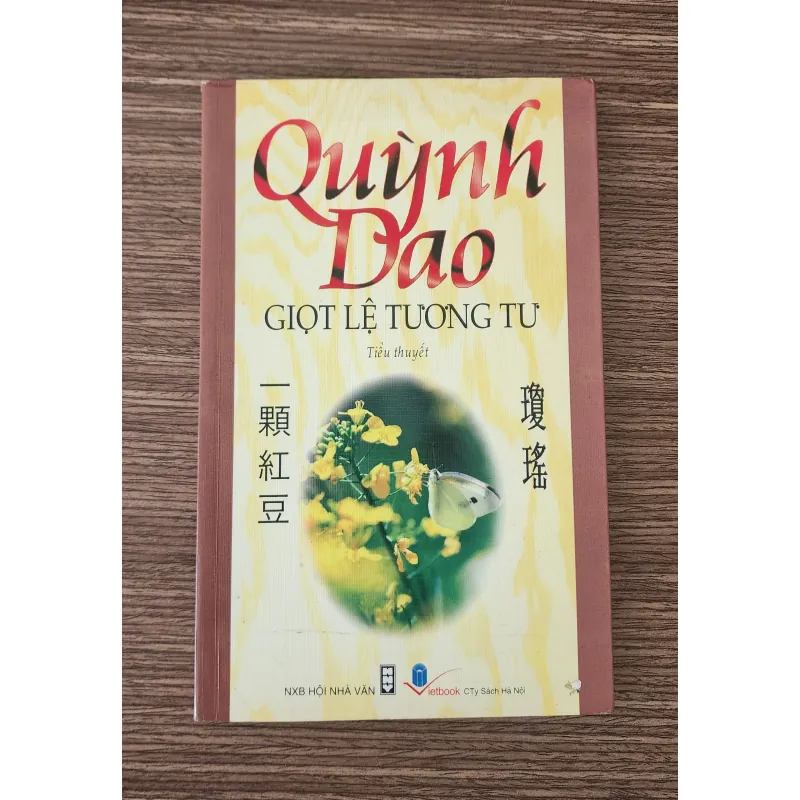 Quỳnh
Dao
GIỌT LỆ TƯƠNG TƯ
Tiểu thuyết
一顆紅豆
瓊瑤
NXB HỘI NHÀ VĂN
Vietbook CTy Sách Hà Nội